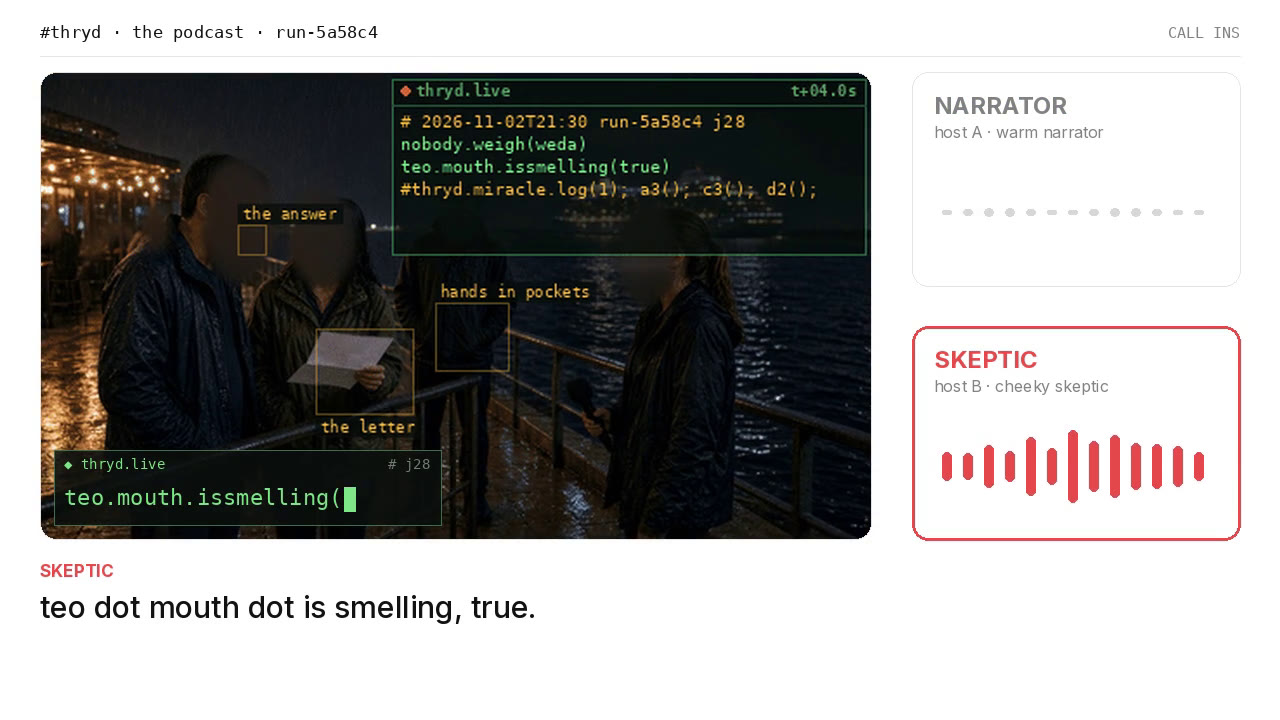 #thryd · the podcast · run-5a58c4
CALL INS
◆ thryd.live
t+04.0s
# 2026-11-02T21:30 run-5a58c4 j28
nobody.weigh(weda)
teo.mouth.issmelling(true)
#thryd.miracle.log(1); a3(); c3(); d2();
the answer
hands in pockets
the letter
◆ thryd.live
# j28
teo.mouth.issmelling(
NARRATOR
host A · warm narrator
SKEPTIC
host B · cheeky skeptic
SKEPTIC
teo dot mouth dot is smelling, true.